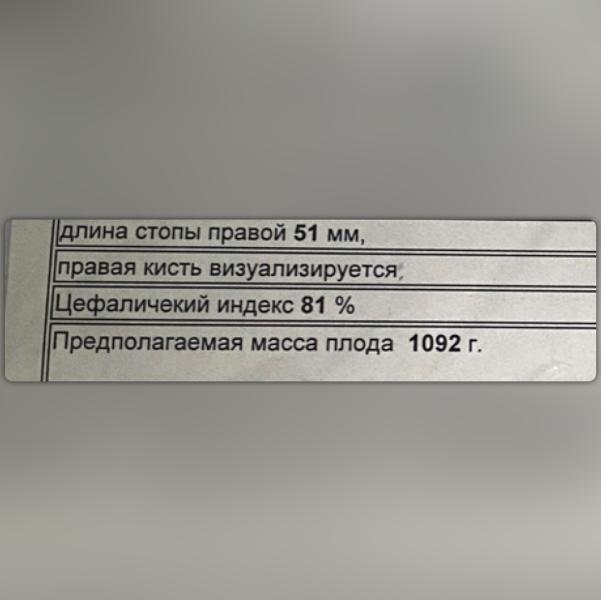 длина стопы правой 51 мм,
правая кисть визуализируется,
Цефаличекий индекс 81 %
Предполагаемая масса плода 1092 г.